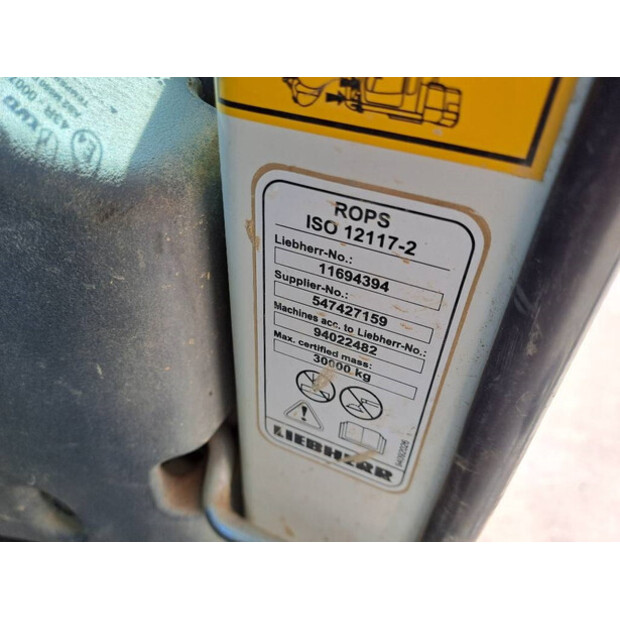 ROPS
ISO 12117-2
Liebherr-No.:
11694394
Supplier-No.:
547427159
Machines acc. to Liebherr-No.:
94022482
Max. certified mass:
30000 kg
LIEBHERR
43R